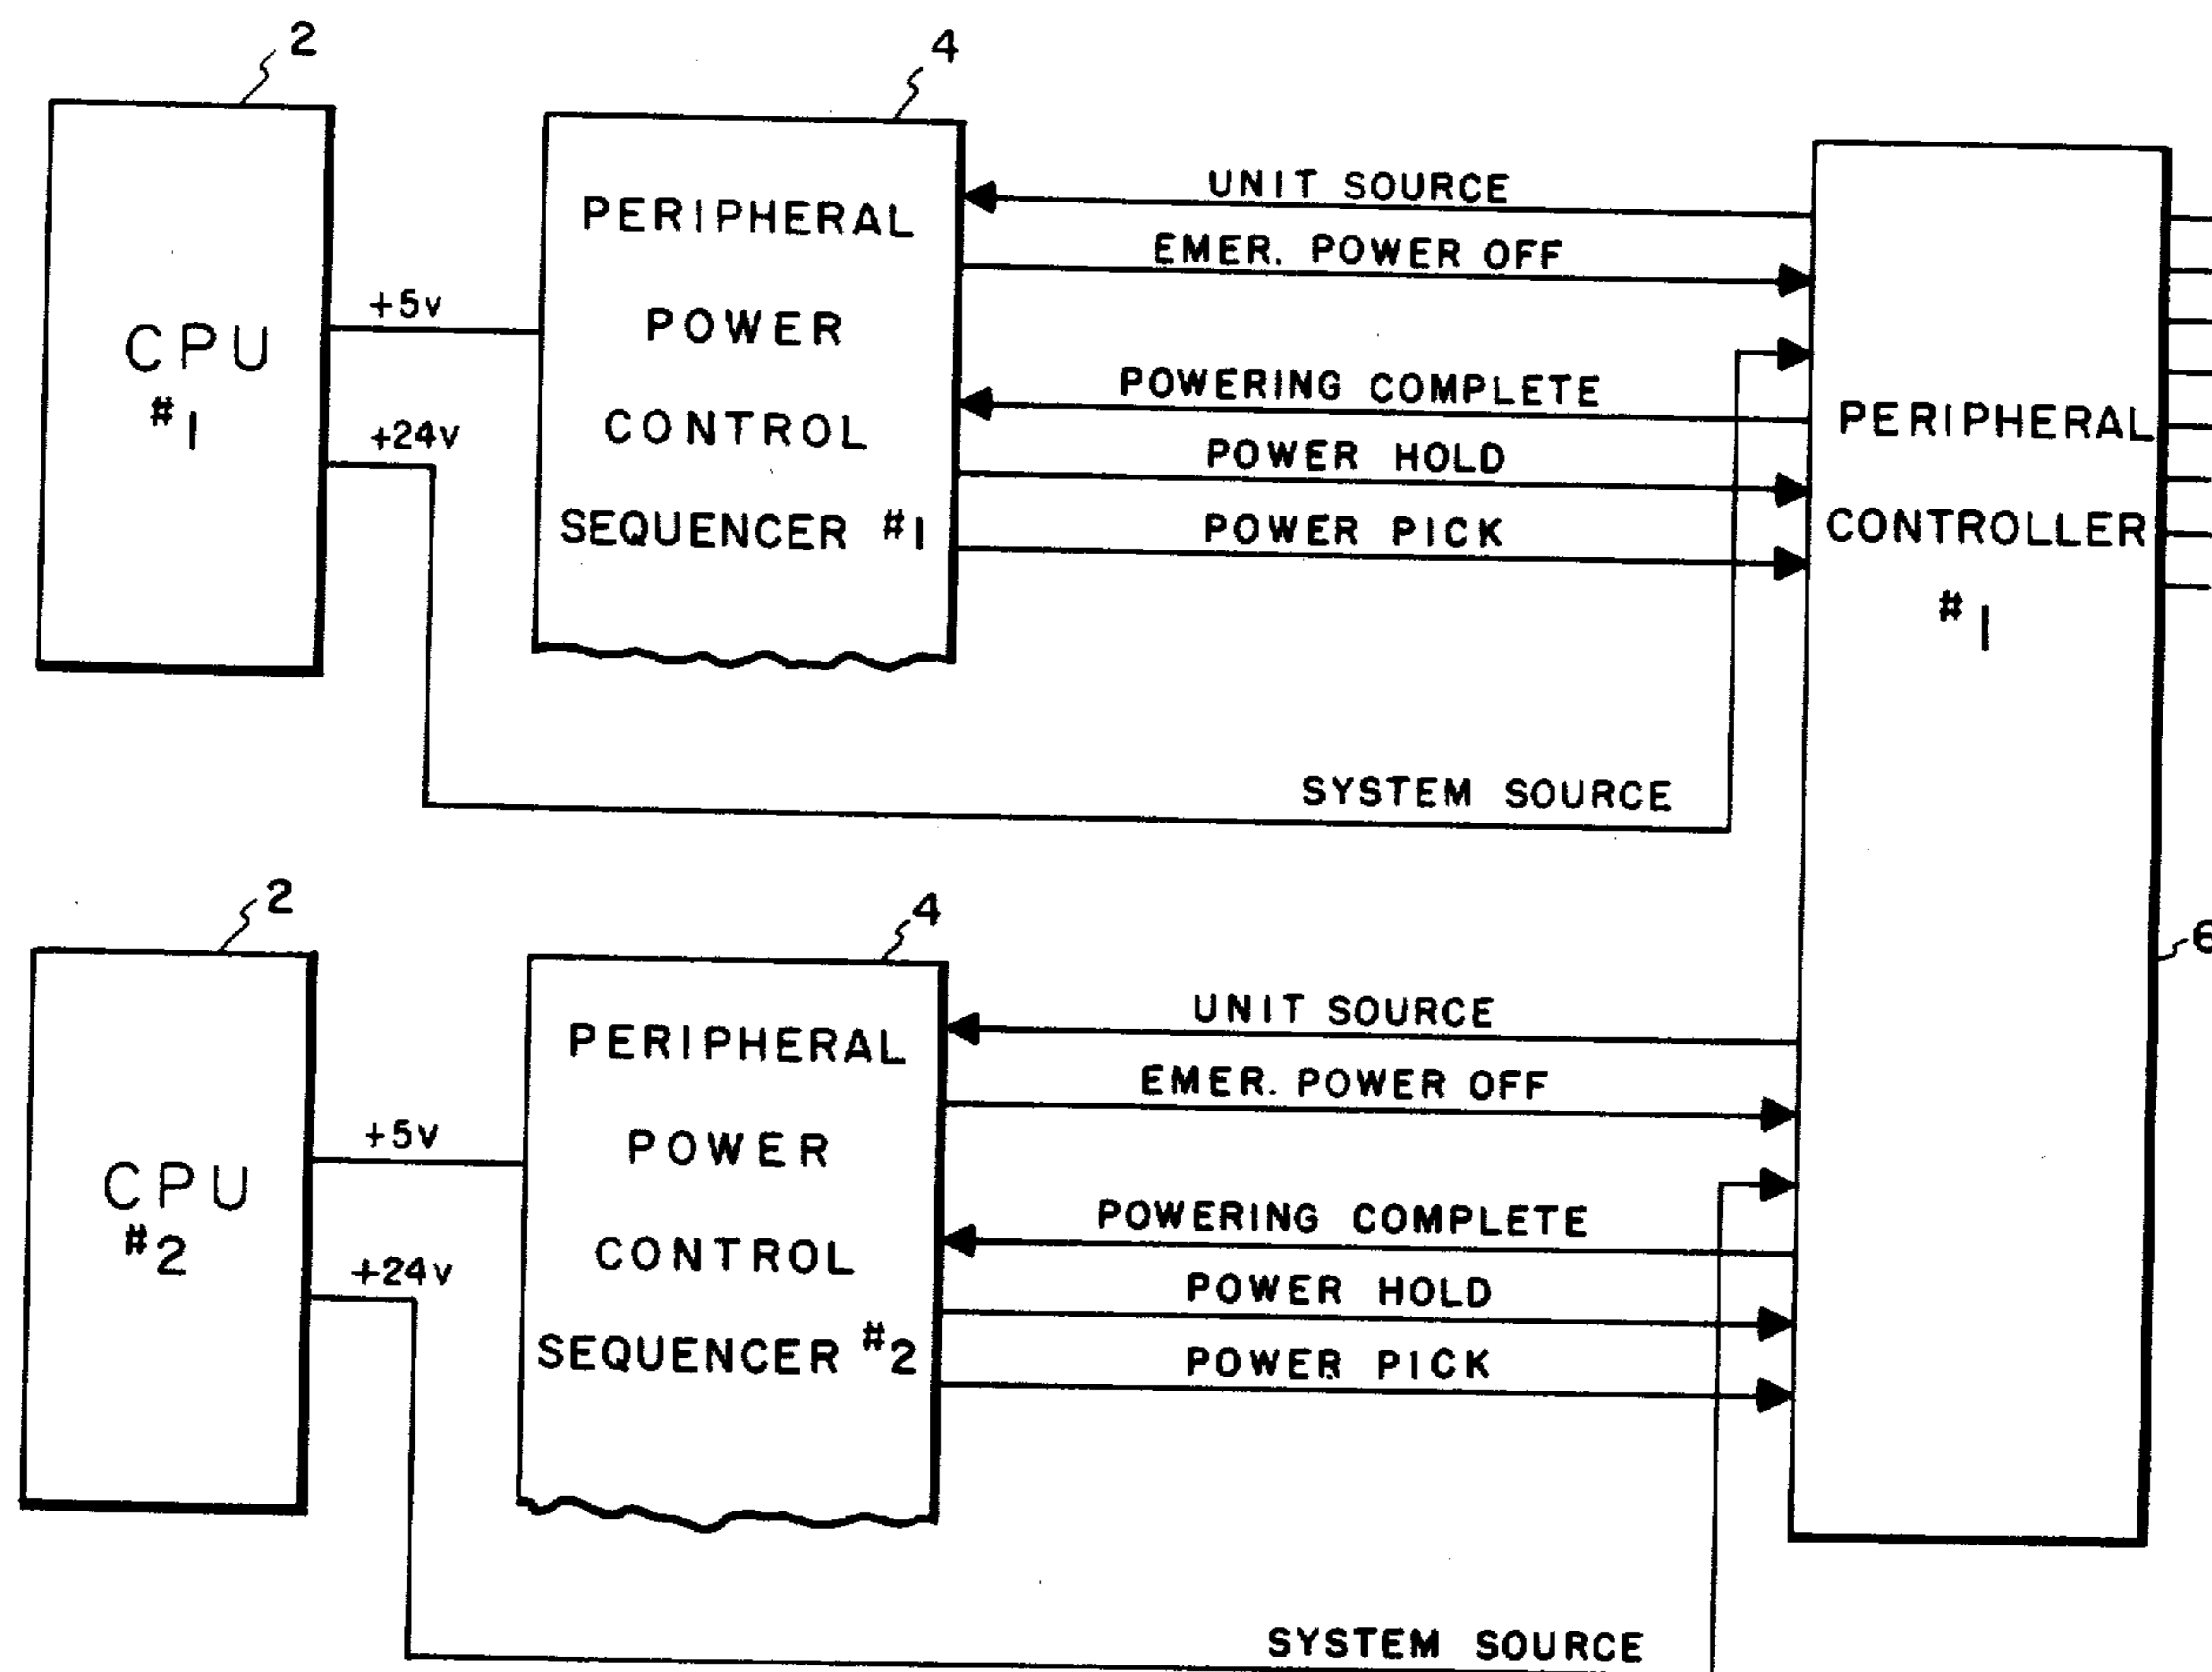 2
4
CPU
#1
+5v
+24v
PERIPHERAL
POWER
CONTROL
SEQUENCER #1
UNIT SOURCE
EMER. POWER OFF
POWERING COMPLETE
POWER HOLD
POWER PICK
SYSTEM SOURCE
PERIPHERAL
CONTROLLER
#1
6
2
4
CPU
#2
+5v
+24v
PERIPHERAL
POWER
CONTROL
SEQUENCER #2
UNIT SOURCE
EMER. POWER OFF
POWERING COMPLETE
POWER HOLD
POWER PICK
SYSTEM SOURCE